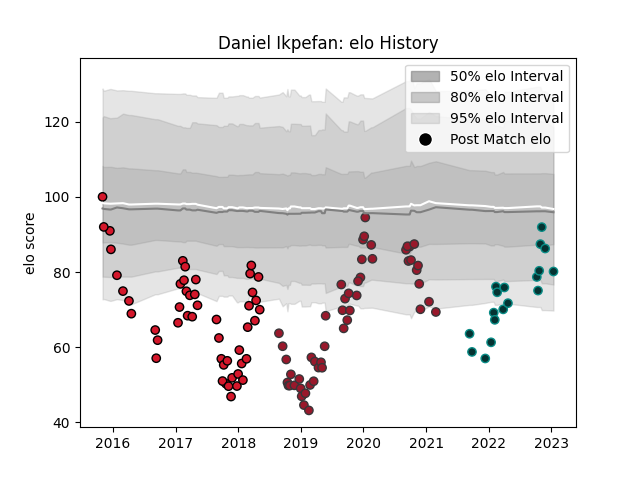 Daniel Ikpefan: elo History
50% elo Interval
80% elo Interval
95% elo Interval
Post Match elo
elo score
120
100
80
60
40
2016
2017
2018
2019
2020
2021
2022
2023